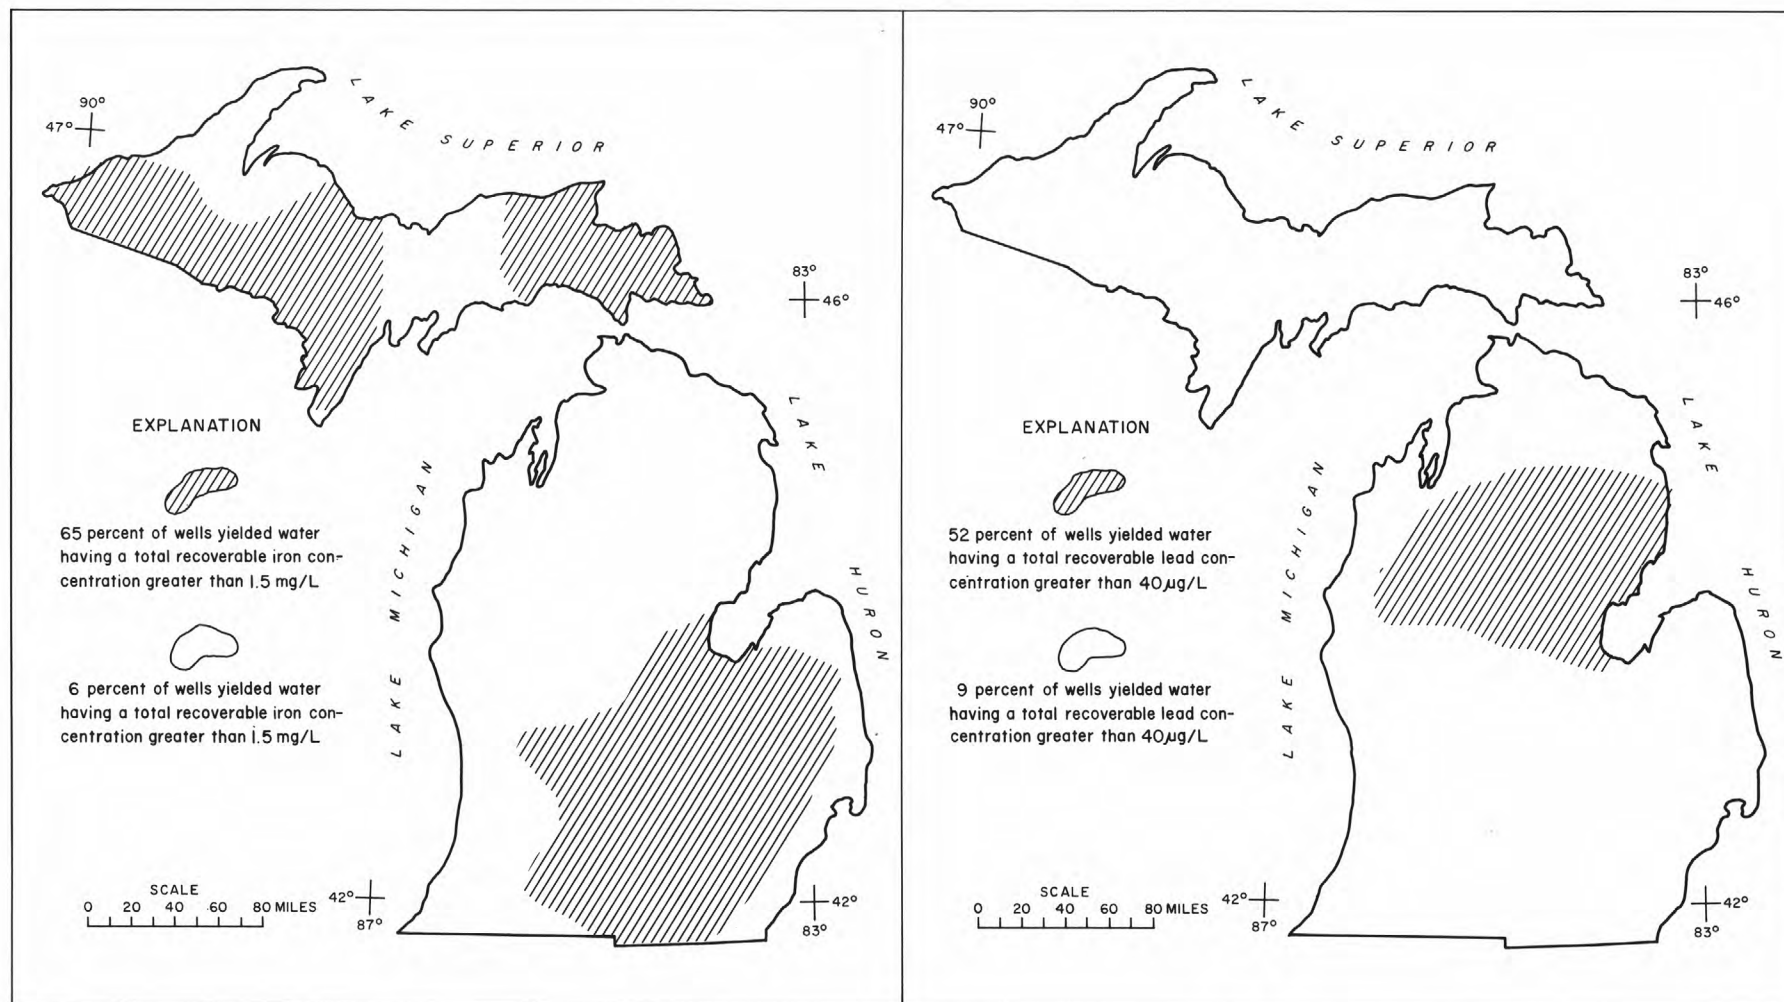 LAKE SUPERIOR
90°
47°
83°
46°
LAKE HURON
LAKE MICHIGAN
EXPLANATION
65 percent of wells yielded water
having a total recoverable iron con-
centration greater than 1.5 mg/L
6 percent of wells yielded water
having a total recoverable iron con-
centration greater than 1.5 mg/L
SCALE
0 20 40 60 80 MILES
42°
87°
42°
83°
LAKE SUPERIOR
90°
47°
83°
46°
LAKE HURON
LAKE MICHIGAN
EXPLANATION
52 percent of wells yielded water
having a total recoverable lead con-
centration greater than 40µg/L
9 percent of wells yielded water
having a total recoverable lead con-
centration greater than 40µg/L
SCALE
0 20 40 60 80 MILES
42°
87°
42°
83°